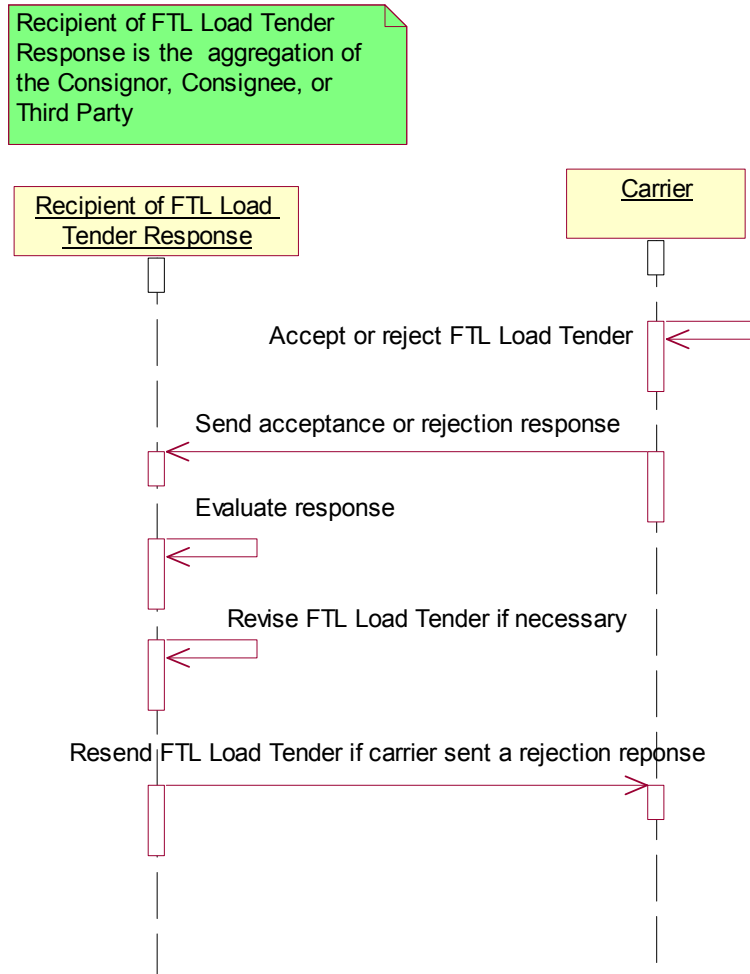 Recipient of FTL Load Tender
Response is the  aggregation of
the Consignor, Consignee, or
Third Party
Recipient of FTL Load
Tender Response
Carrier
Accept or reject FTL Load Tender
Send acceptance or rejection response
Evaluate response
Revise FTL Load Tender if necessary
Resend FTL Load Tender if carrier sent a rejection reponse